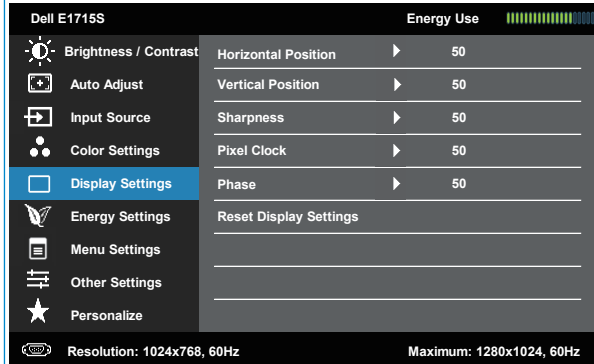 Dell E1715S Energy Use
Brightness / Contrast Horizontal Position 50
Auto Adjust Vertical Position 50
Input Source Sharpness 50
Color Settings Pixel Clock 50
Display Settings Phase 50
Energy Settings Reset Display Settings
Menu Settings
Other Settings
Personalize
Resolution: 1024x768, 60Hz Maximum: 1280x1024, 60Hz